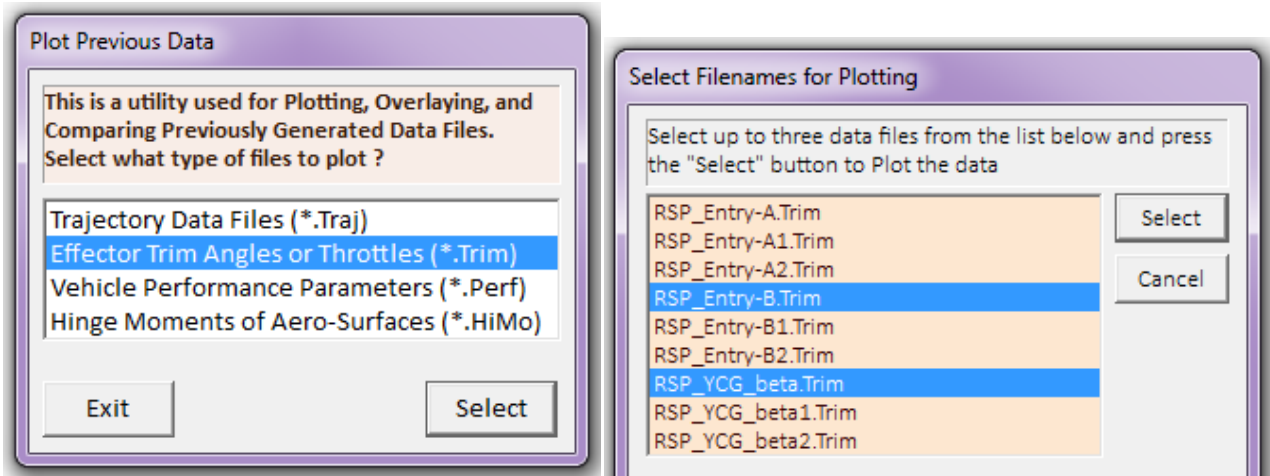 Plot Previous Data
This is a utility used for Plotting, Overlaying, and
Comparing Previously Generated Data Files.
Select what type of files to plot ?
Trajectory Data Files (*.Traj)
Effector Trim Angles or Throttles (*.Trim)
Vehicle Performance Parameters (*.Perf)
Hinge Moments of Aero-Surfaces (*.HiMo)
Exit
Select
Select Filenames for Plotting
Select up to three data files from the list below and press
the "Select" button to Plot the data
RSP_Entry-A.Trim
RSP_Entry-A1.Trim
RSP_Entry-A2.Trim
RSP_Entry-B.Trim
RSP_Entry-B1.Trim
RSP_Entry-B2.Trim
RSP_YCG_beta.Trim
RSP_YCG_beta1.Trim
RSP_YCG_beta2.Trim
Select
Cancel